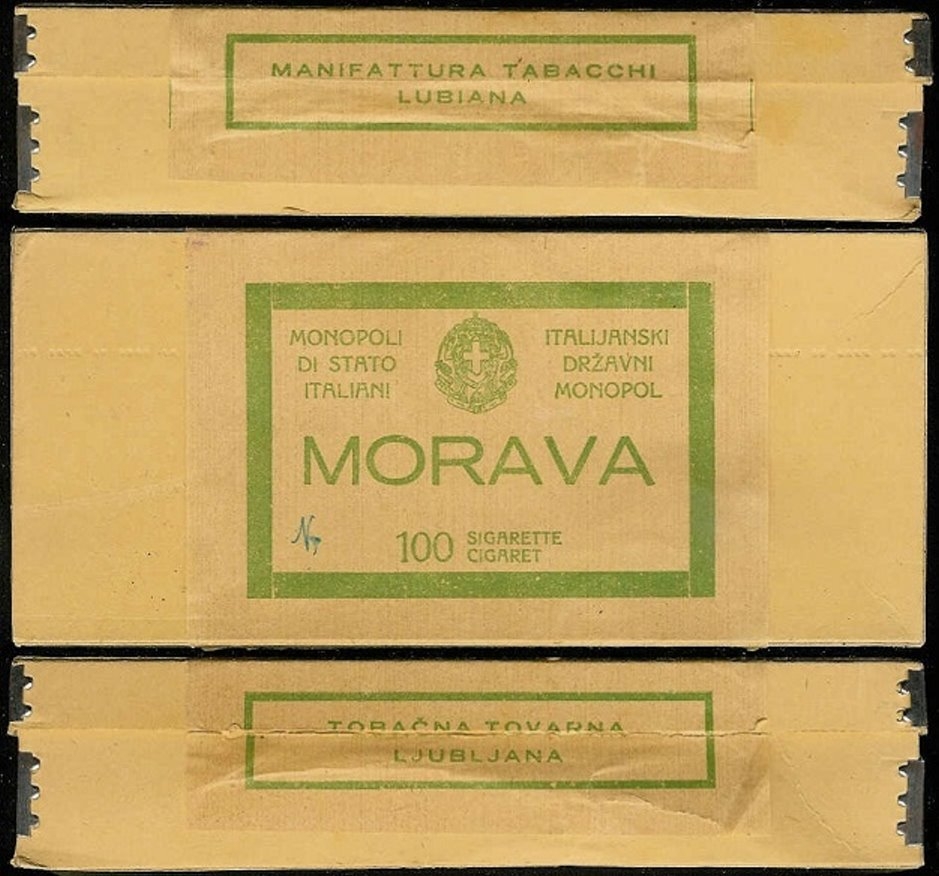 MANIFATTURA TABACCHI
LUBIANA
MONOPOLI
DI STATO
ITALIANI
ITALIJANSKI
DRŽAVNI
MONOPOL
MORAVA
100 SIGARETTE
CIGARET
TOBAČNA TOVARNA
LJUBLJANA